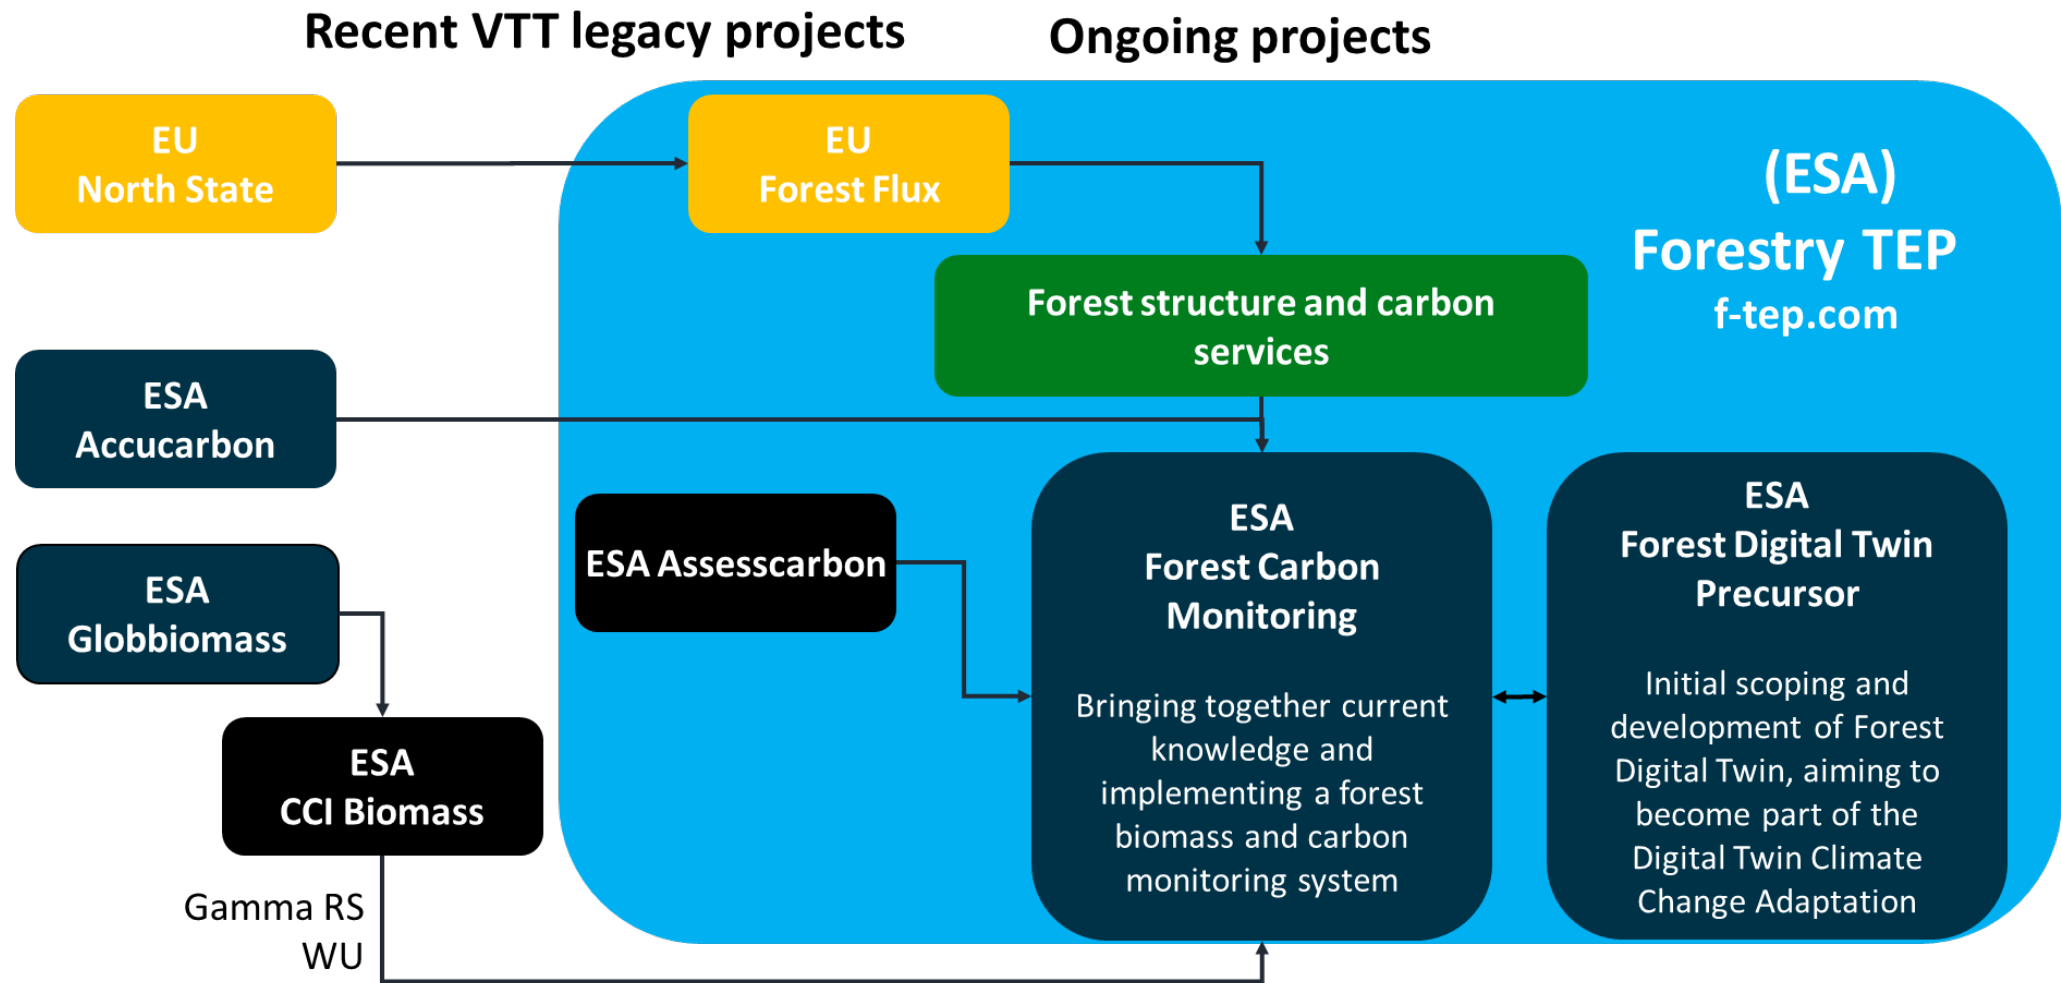 Recent VTT legacy projects
Ongoing projects
EU
North State
EU
Forest Flux
(ESA)
Forestry TEP
f-tep.com
Forest structure and carbon
services
ESA
Accucarbon
ESA Assesscarbon
ESA
Globbiomass
ESA
CCI Biomass
Gamma RS
WU
ESA
Forest Carbon
Monitoring
Bringing together current
knowledge and
implementing a forest
biomass and carbon
monitoring system
ESA
Forest Digital Twin
Precursor
Initial scoping and
development of Forest
Digital Twin, aiming to
become part of the
Digital Twin Climate
Change Adaptation